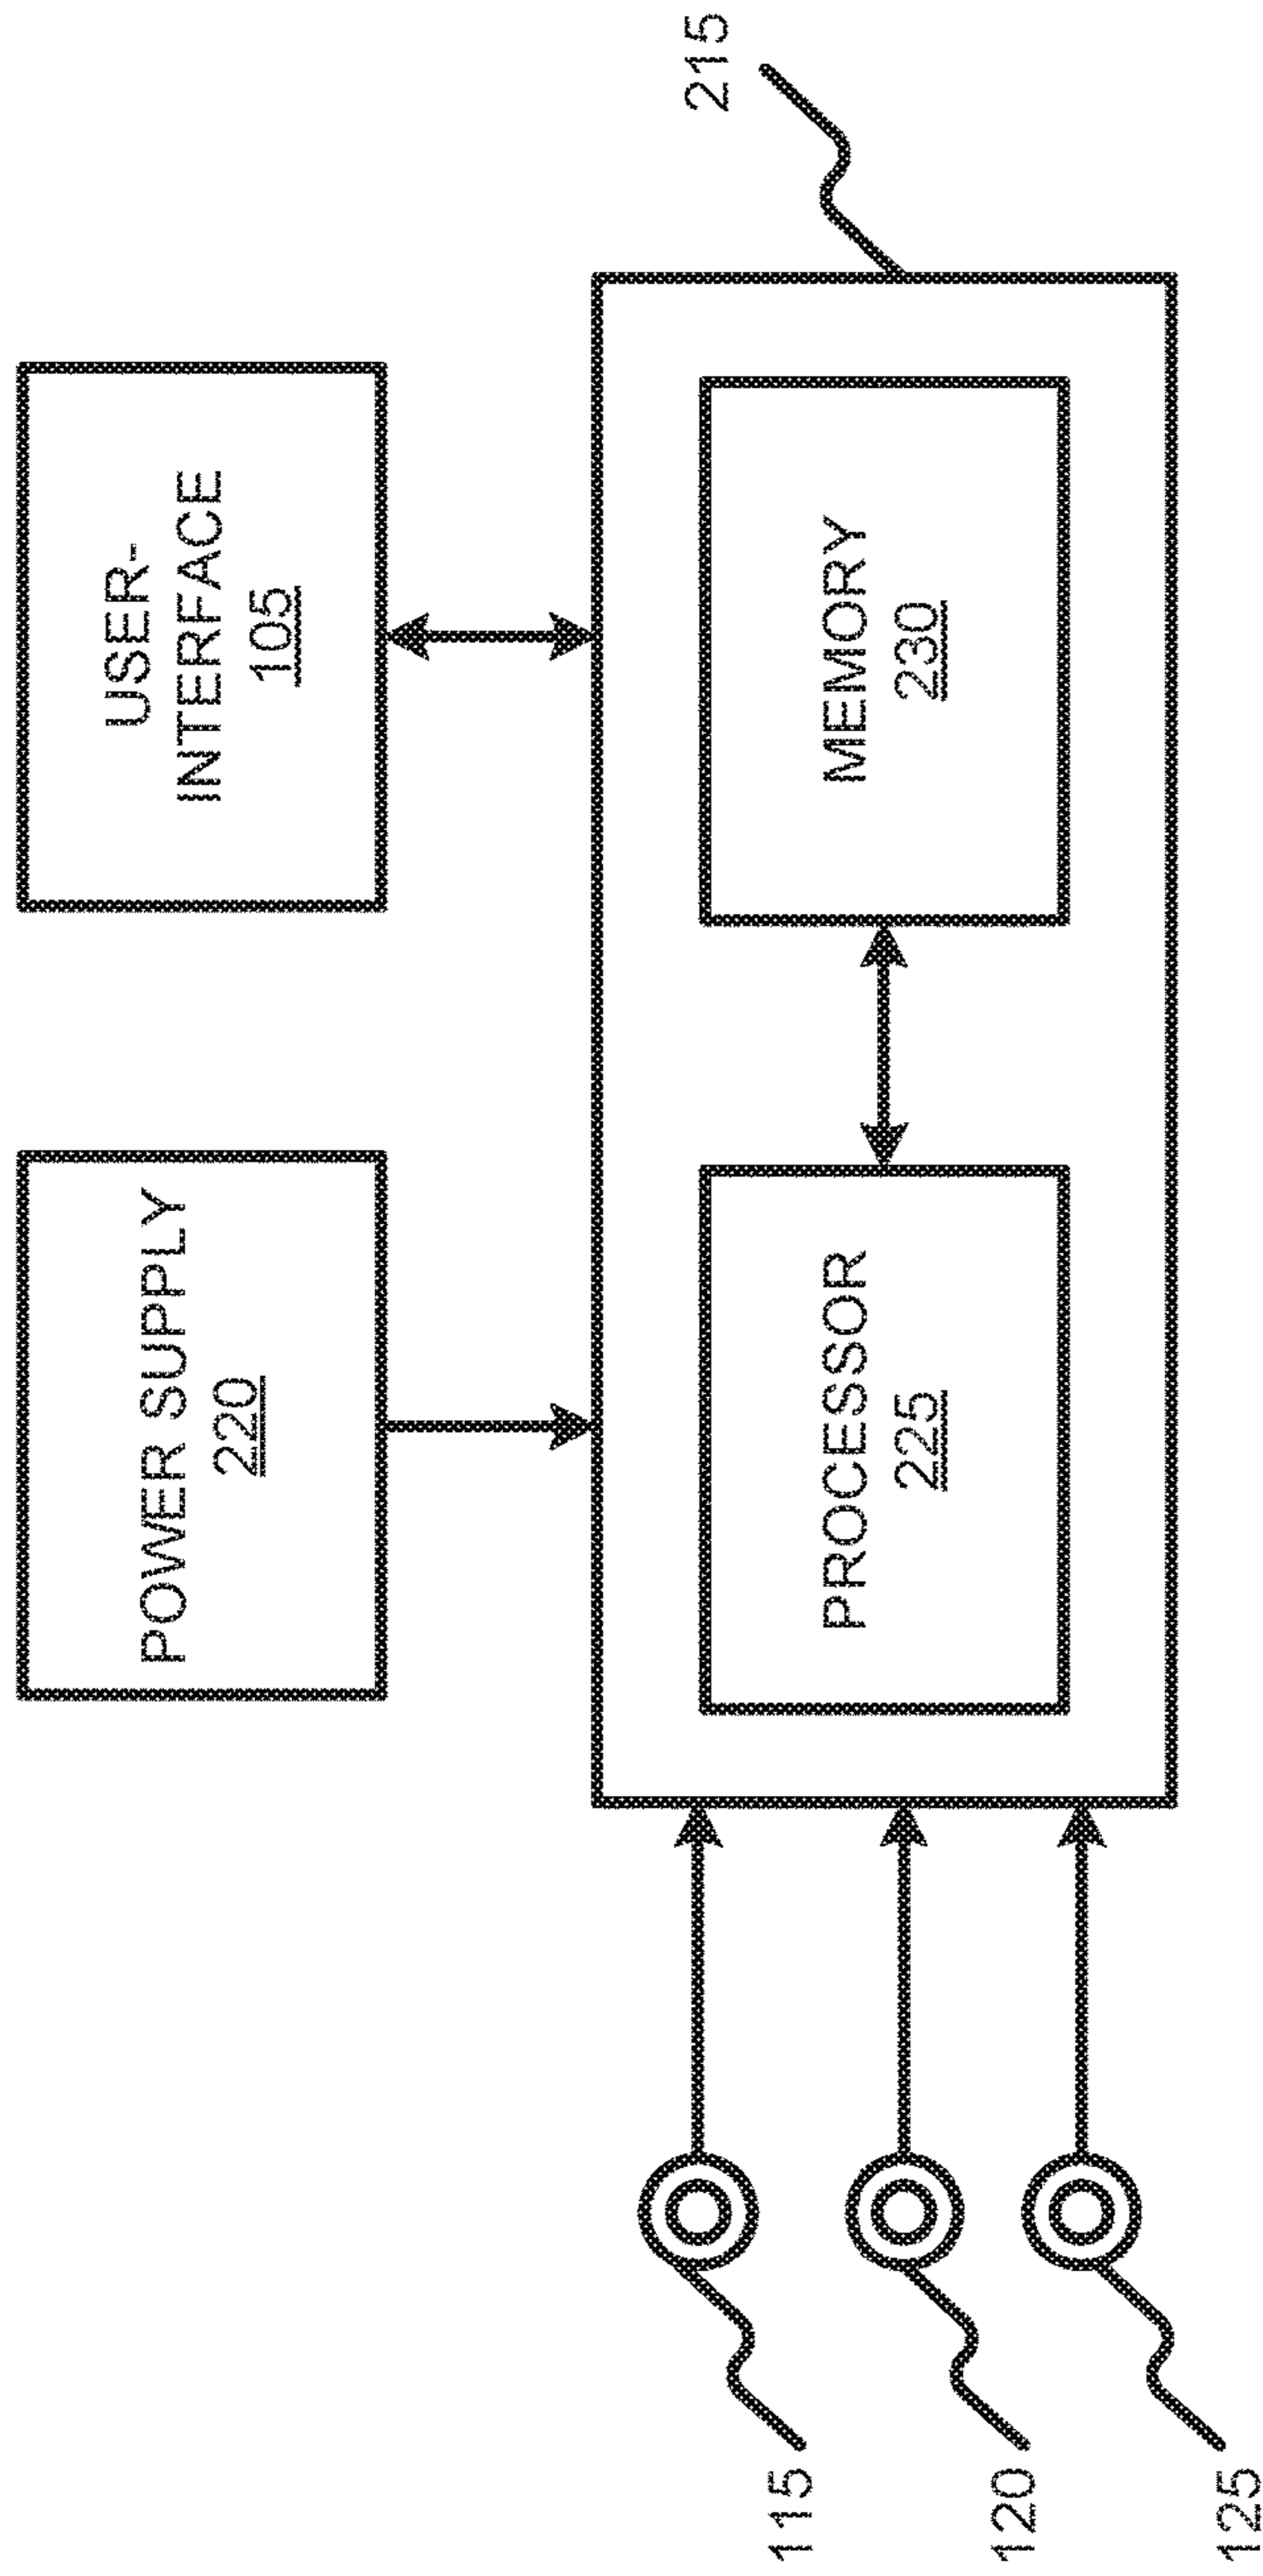 POWER SUPPLY
220
USER-
INTERFACE
105
215
PROCESSOR
225
MEMORY
230
115
120
125